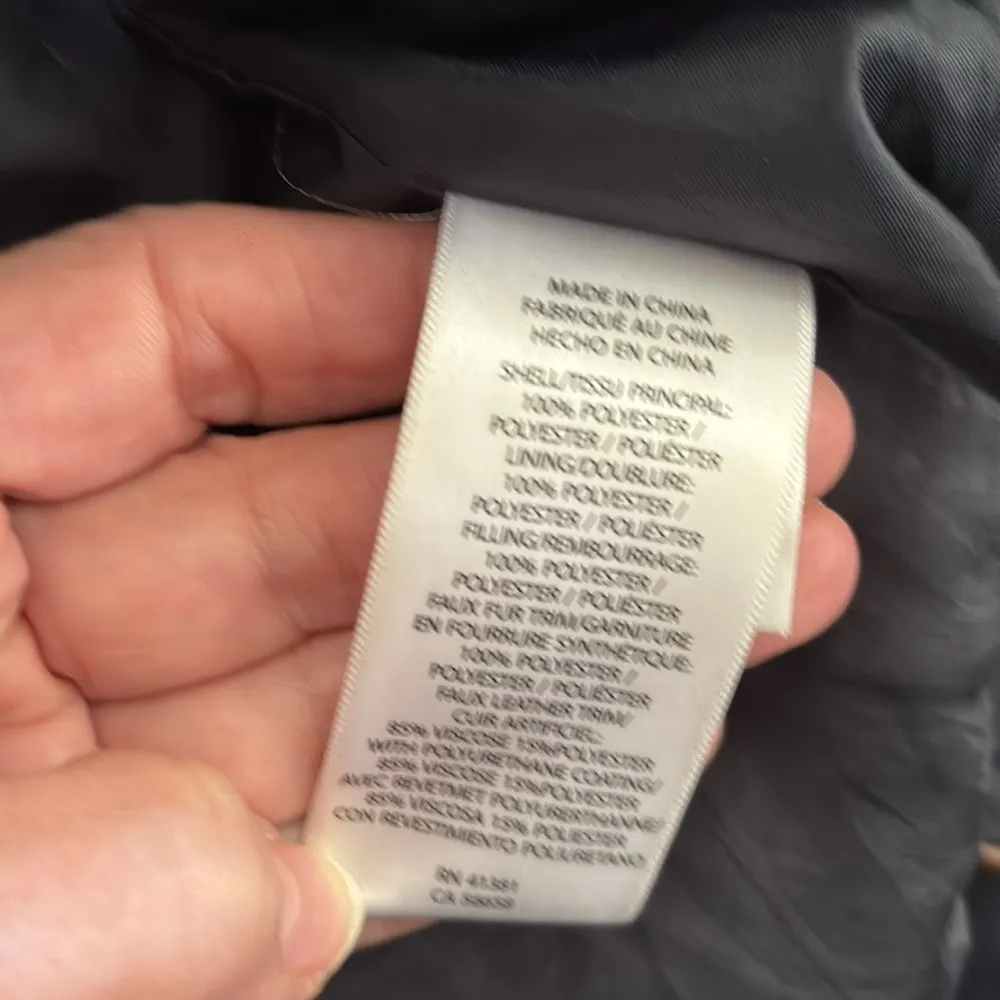 MADE IN CHINA
FABRIQUÉ AU CHINE
HECHO EN CHINA
SHELL/TISSU PRINCIPAL:
100% POLYESTER /
POLYESTER / POLIÉSTER
LINING/DOUBLURE:
100% POLYESTER /
POLYESTER / POLIÉSTER
FILLING/REMBOURRAGE:
100% POLYESTER /
POLYESTER / POLIÉSTER
FAUX FUR TRIM/GARNITURE
EN FOURRURE SYNTHÉTIQUE:
100% POLYESTER /
POLYESTER / POLIÉSTER
FAUX LEATHER TRIM/
CUIR ARTIFICIEL:
85% VISCOSE 15%POLYESTER
WITH POLYURETHANE COATING/
85% VISCOSE 15%POLYESTER
AVEC REVETMET POLYURERTHANNE/
85% VISCOSA 15% POLIESTER
CON REVESTIMIENTO POLIURETANO
RN 41381
CA